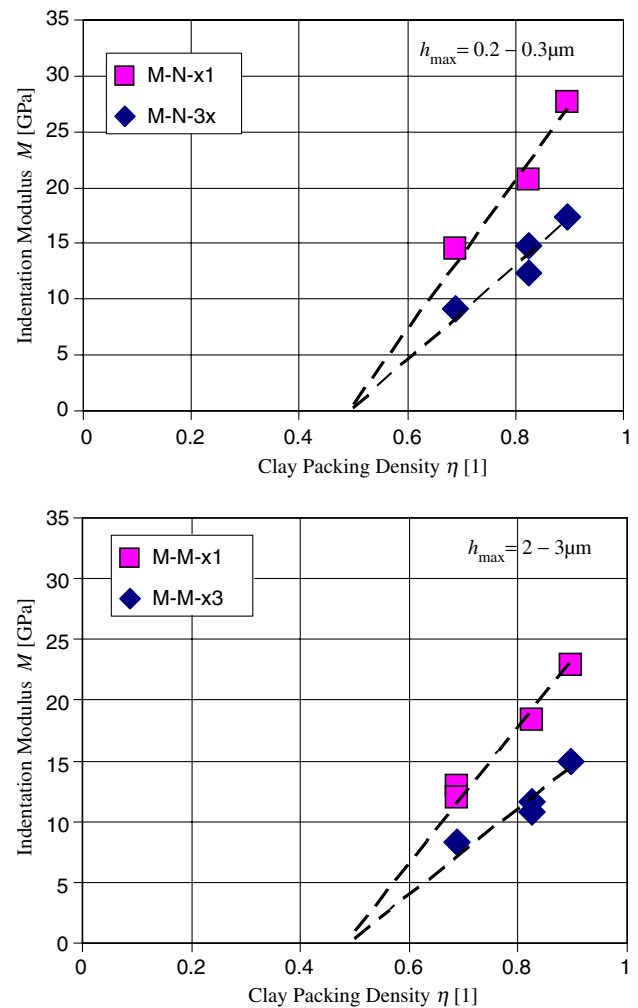 35
30
25
20
15
10
5
0
Indentation Modulus M [GPa]
M-N-x1
M-N-3x
hmax= 0.2 – 0.3µm
0 0.2 0.4 0.6 0.8 1
Clay Packing Density η [1]
35
30
25
20
15
10
5
0
Indentation Modulus M [GPa]
M-M-x1
M-M-x3
hmax= 2 – 3µm
0 0.2 0.4 0.6 0.8 1
Clay Packing Density η [1]